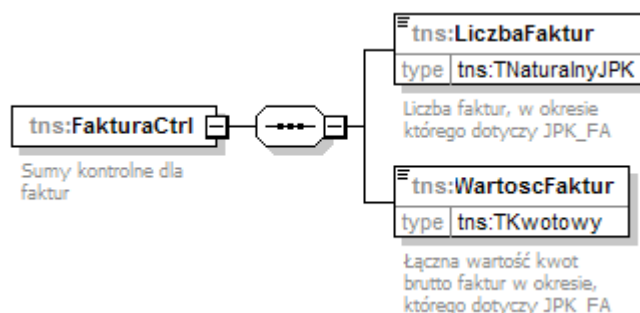 tns:LiczbaFaktur
type tns:TNaturalnyJPK
Liczba faktur, w okresie
którego dotyczy JPK_FA
tns:FakturaCtrl
Sumy kontrolne dla
faktur
tns:WartoscFaktur
type tns:TKwotowy
Łączna wartość kwot
brutto faktur w okresie,
którego dotyczy JPK_FA